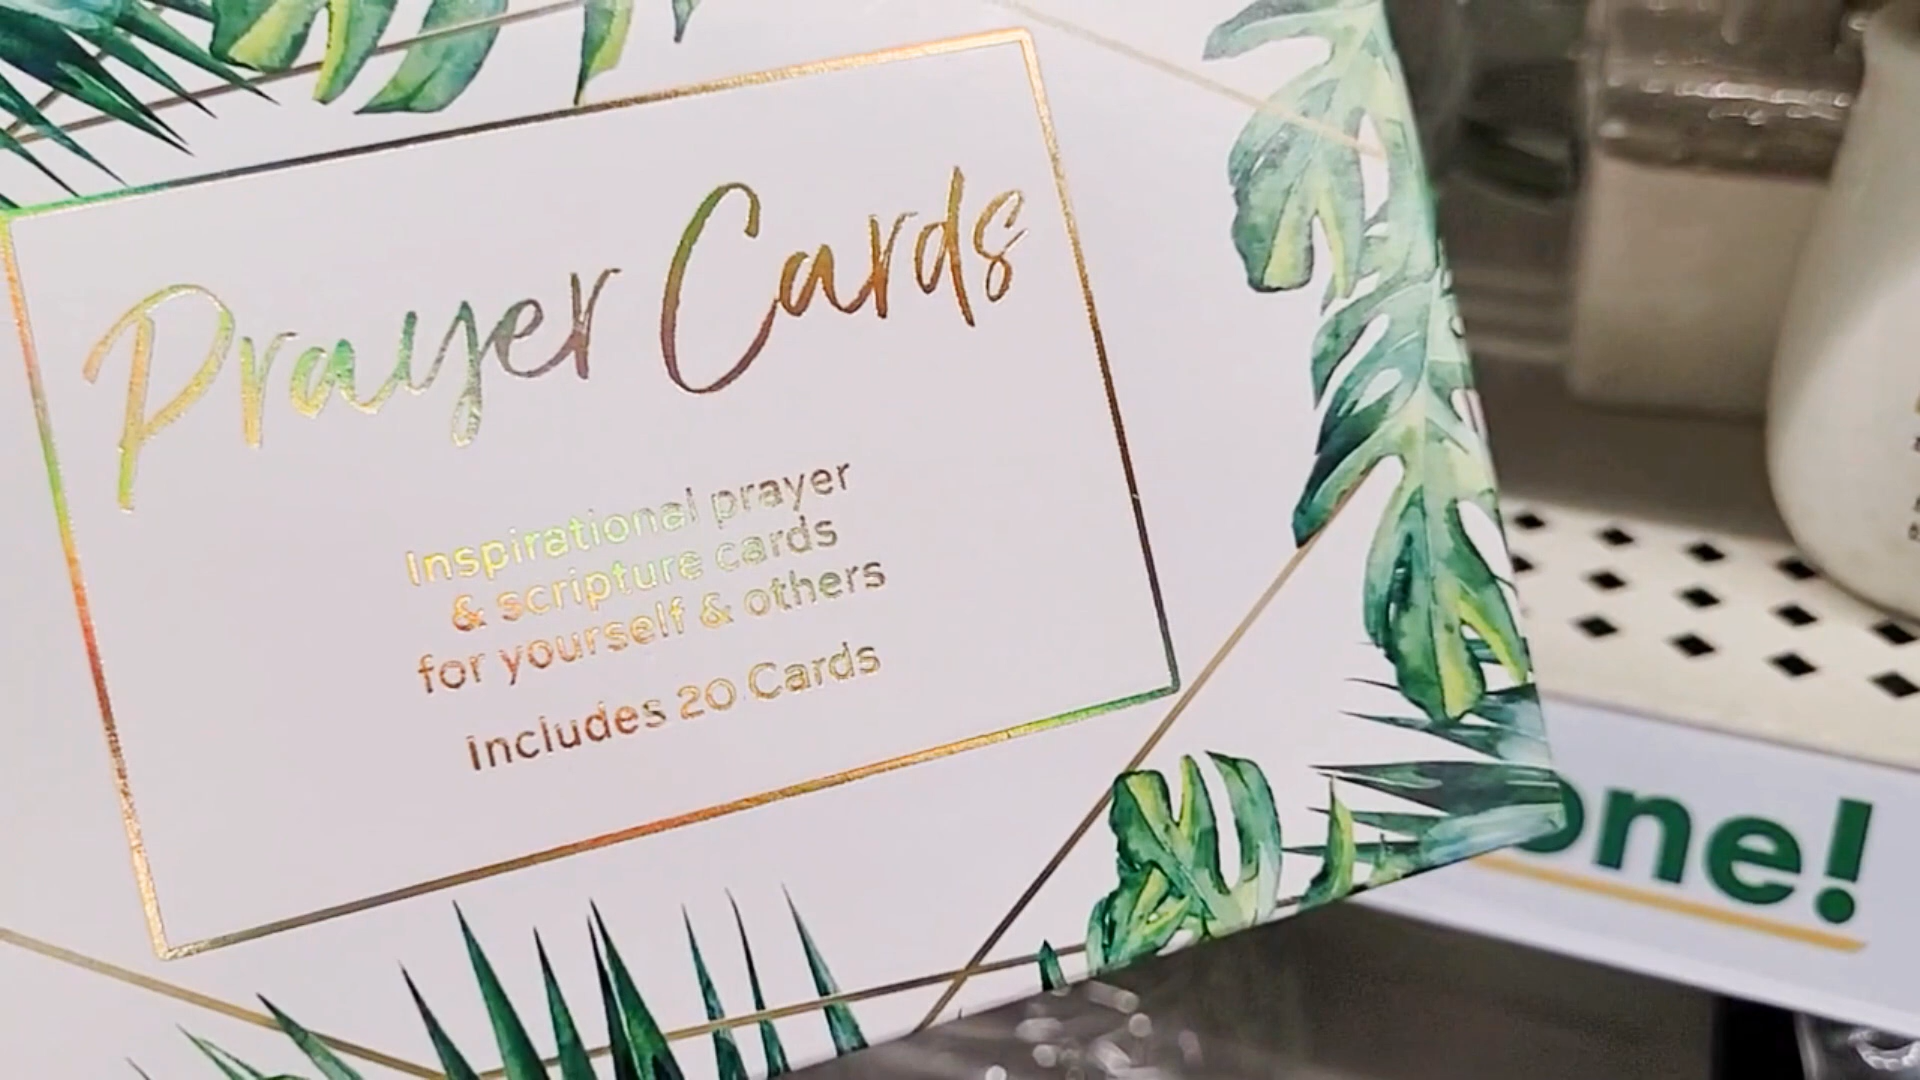 Prayer Cards
Inspirational prayer
& scripture cards
for yourself & others
Includes 20 Cards
one!